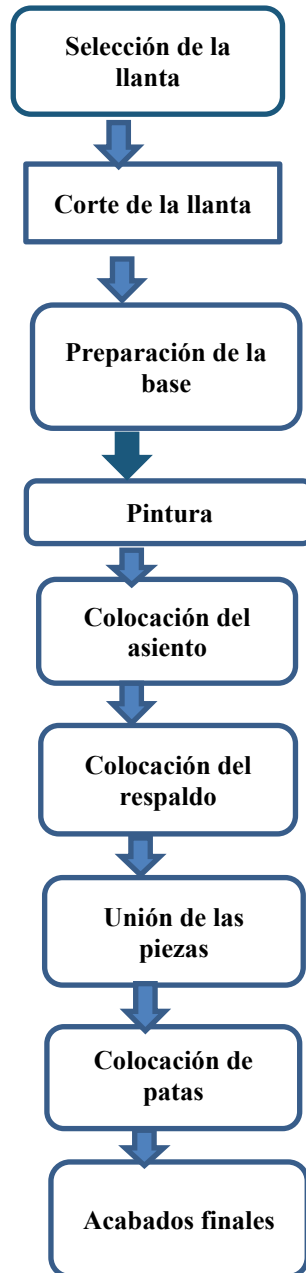 Selección de la
llanta
Corte de la llanta
Preparación de la
base
Pintura
Colocación del
asiento
Colocación del
respaldo
Unión de las
piezas
Colocación de
patas
Acabados finales